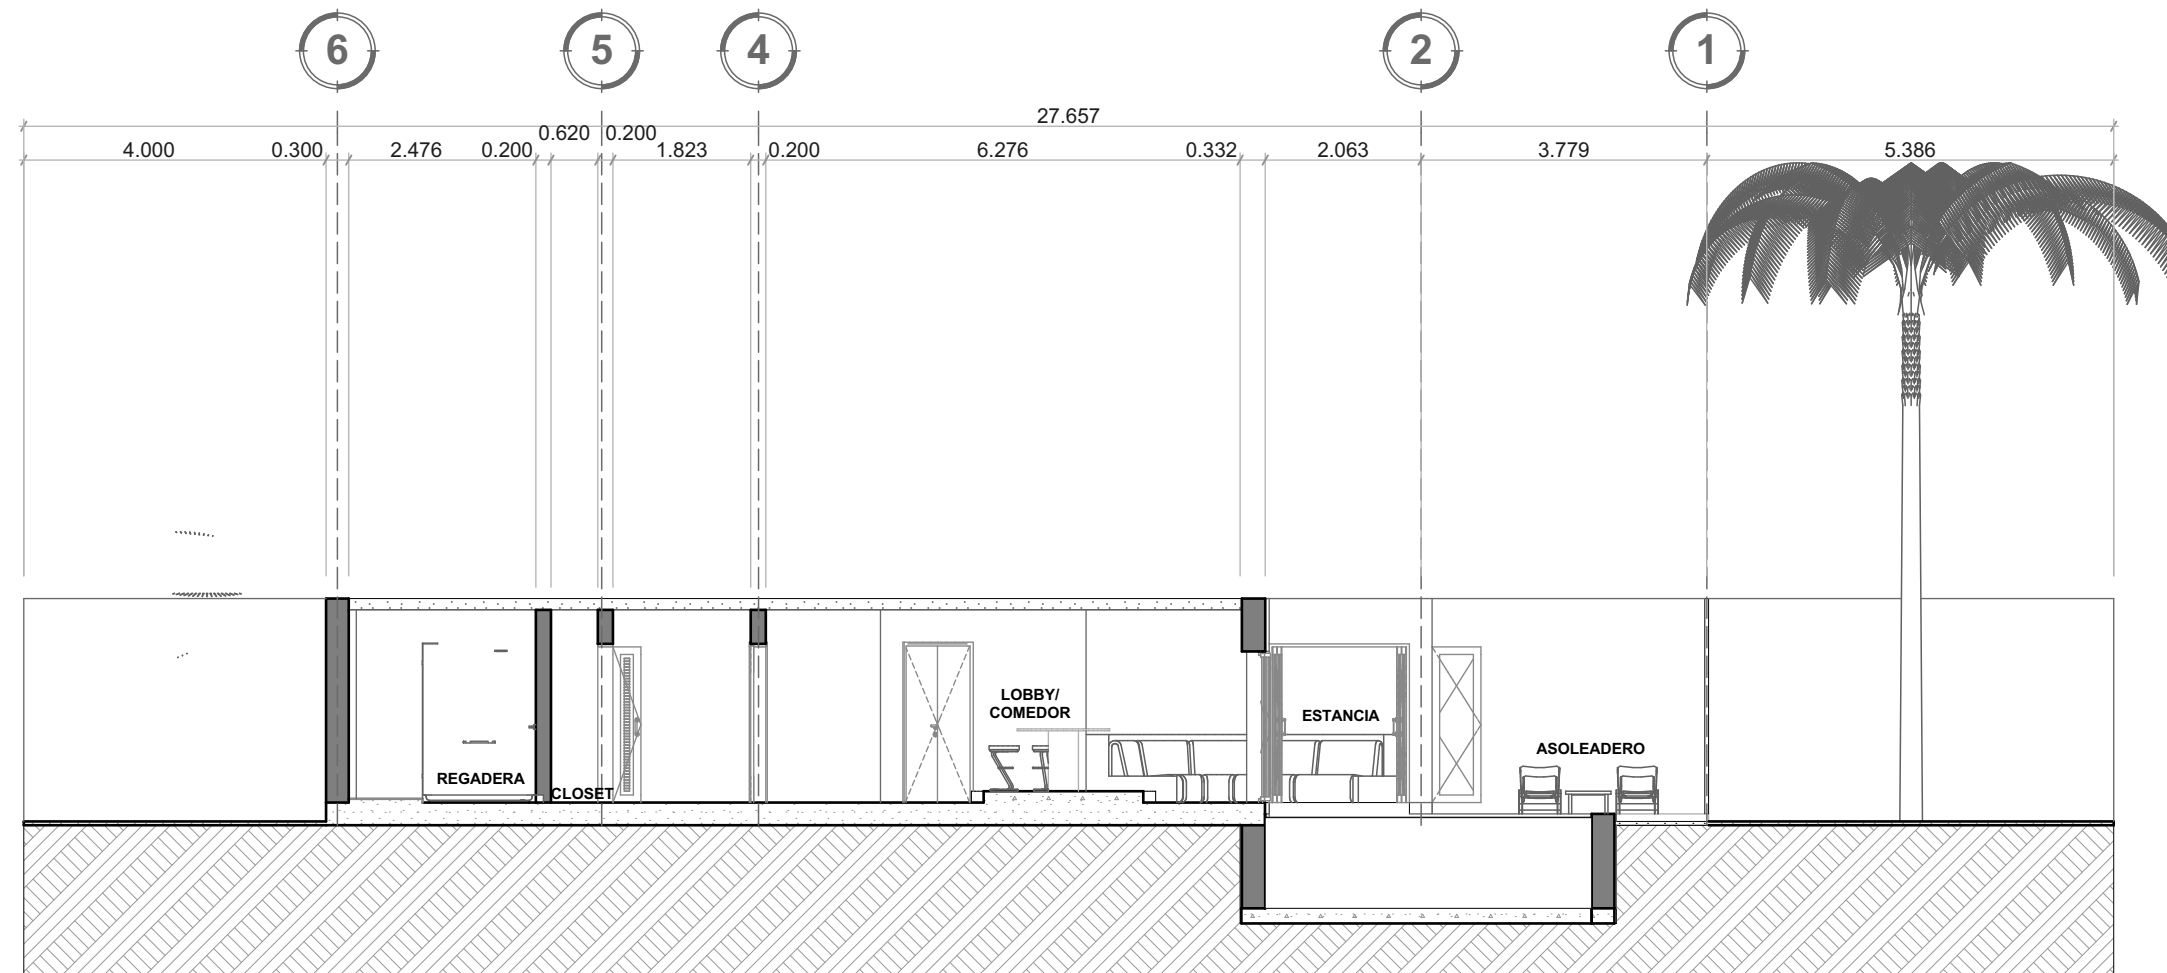 6 5 4 2 1
27.657
0.620 0.200
4.000 0.300 2.476 0.200 1.823 0.200 6.276 0.332 2.063 3.779 5.386
LOBBY/
COMEDOR
ESTANCIA
ASOLEADERO
REGADERA
CLOSET